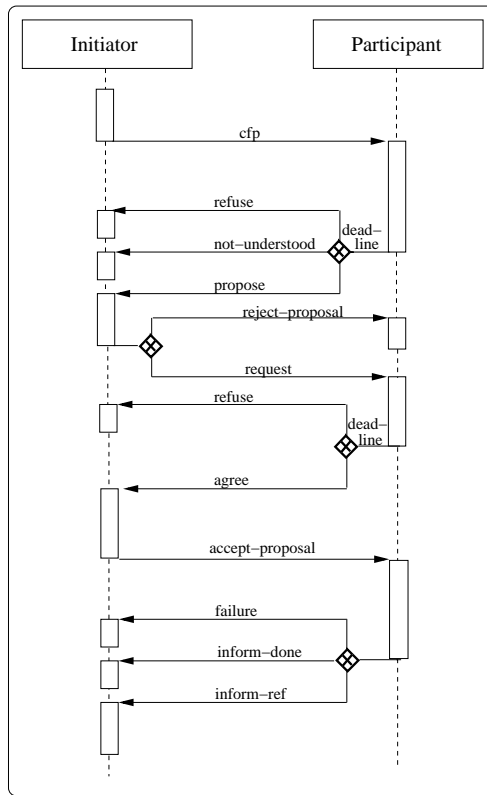 Initiator
Participant
cfp
refuse
dead–
line
not–understood
propose
reject–proposal
request
refuse
dead–
line
agree
accept–proposal
failure
inform–done
inform–ref